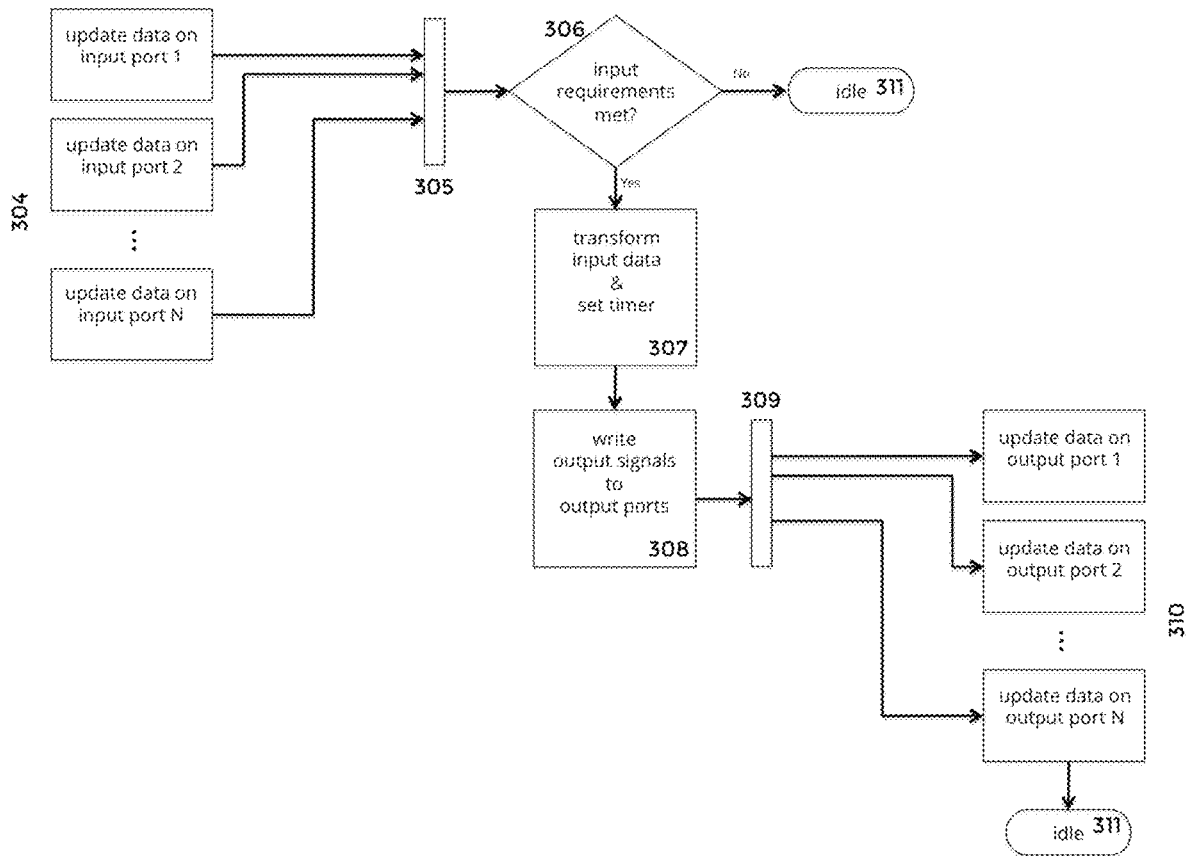 update data on
input port 1
update data on
input port 2
304
⋮
update data on
input port N
305
306
input
requirements
met?
No
idle 311
Yes
transform
input data
&
set timer
307
write
output signals
to
output ports
308
309
update data on
output port 1
update data on
output port 2
310
⋮
update data on
output port N
idle 311